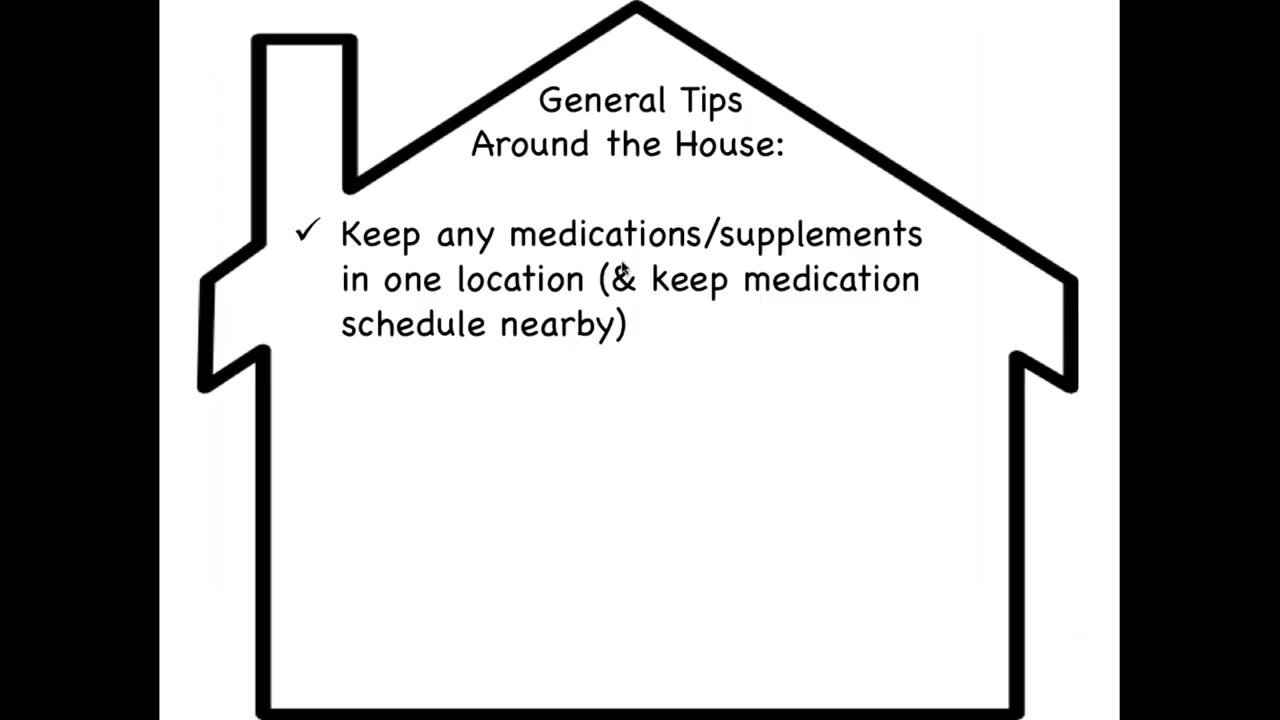 General Tips
Around the House:
✓ Keep any medications/supplements
in one location (& keep medication
schedule nearby)